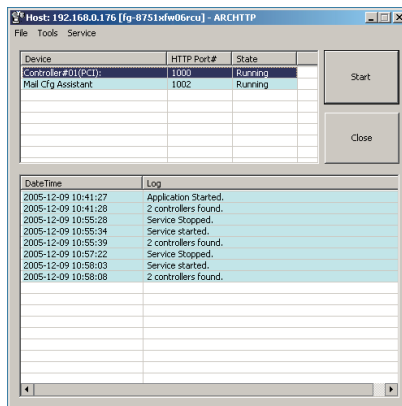 Host: 192.168.0.176 [fg-8751xfw06rcu] - ARCHTTP
File Tools Service
Device HTTP Port# State
Controller#01(PCI): 1000 Running
Mail Cfg Assistant 1002 Running
Start
Close
DateTime Log
2005-12-09 10:41:27 Application Started.
2005-12-09 10:41:28 2 controllers found.
2005-12-09 10:55:28 Service Stopped.
2005-12-09 10:55:34 Service started.
2005-12-09 10:55:39 2 controllers found.
2005-12-09 10:57:22 Service Stopped.
2005-12-09 10:58:03 Service started.
2005-12-09 10:58:08 2 controllers found.